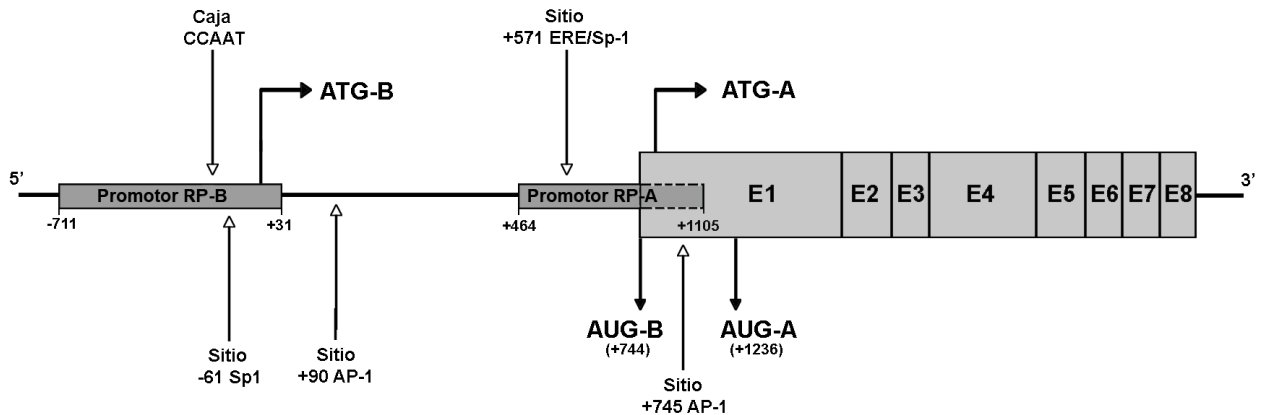 Caja
CCAAT
Sitio
+571 ERE/Sp-1
ATG-B
ATG-A
5’
Promotor RP-B
Promotor RP-A
E1
E2
E3
E4
E5
E6
E7
E8
3’
-711
+31
+464
+1105
AUG-B
(+744)
AUG-A
(+1236)
Sitio
-61 Sp1
Sitio
+90 AP-1
Sitio
+745 AP-1